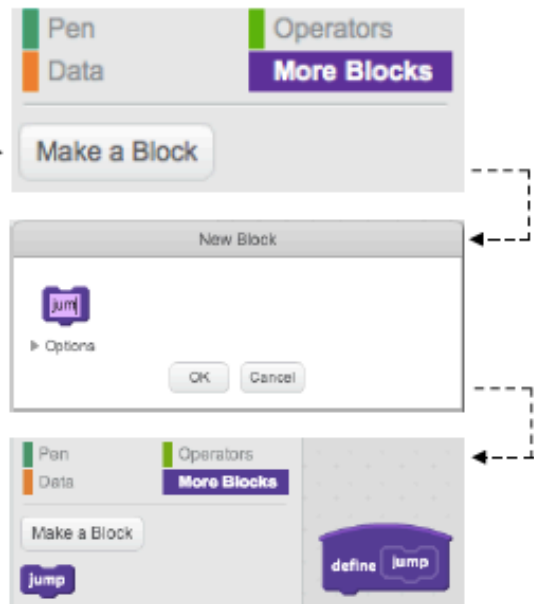 Pen Operators
Data More Blocks
Make a Block
New Block
jum
Options
OK Cancel
Pen Operators
Data More Blocks
Make a Block
jump
define jump